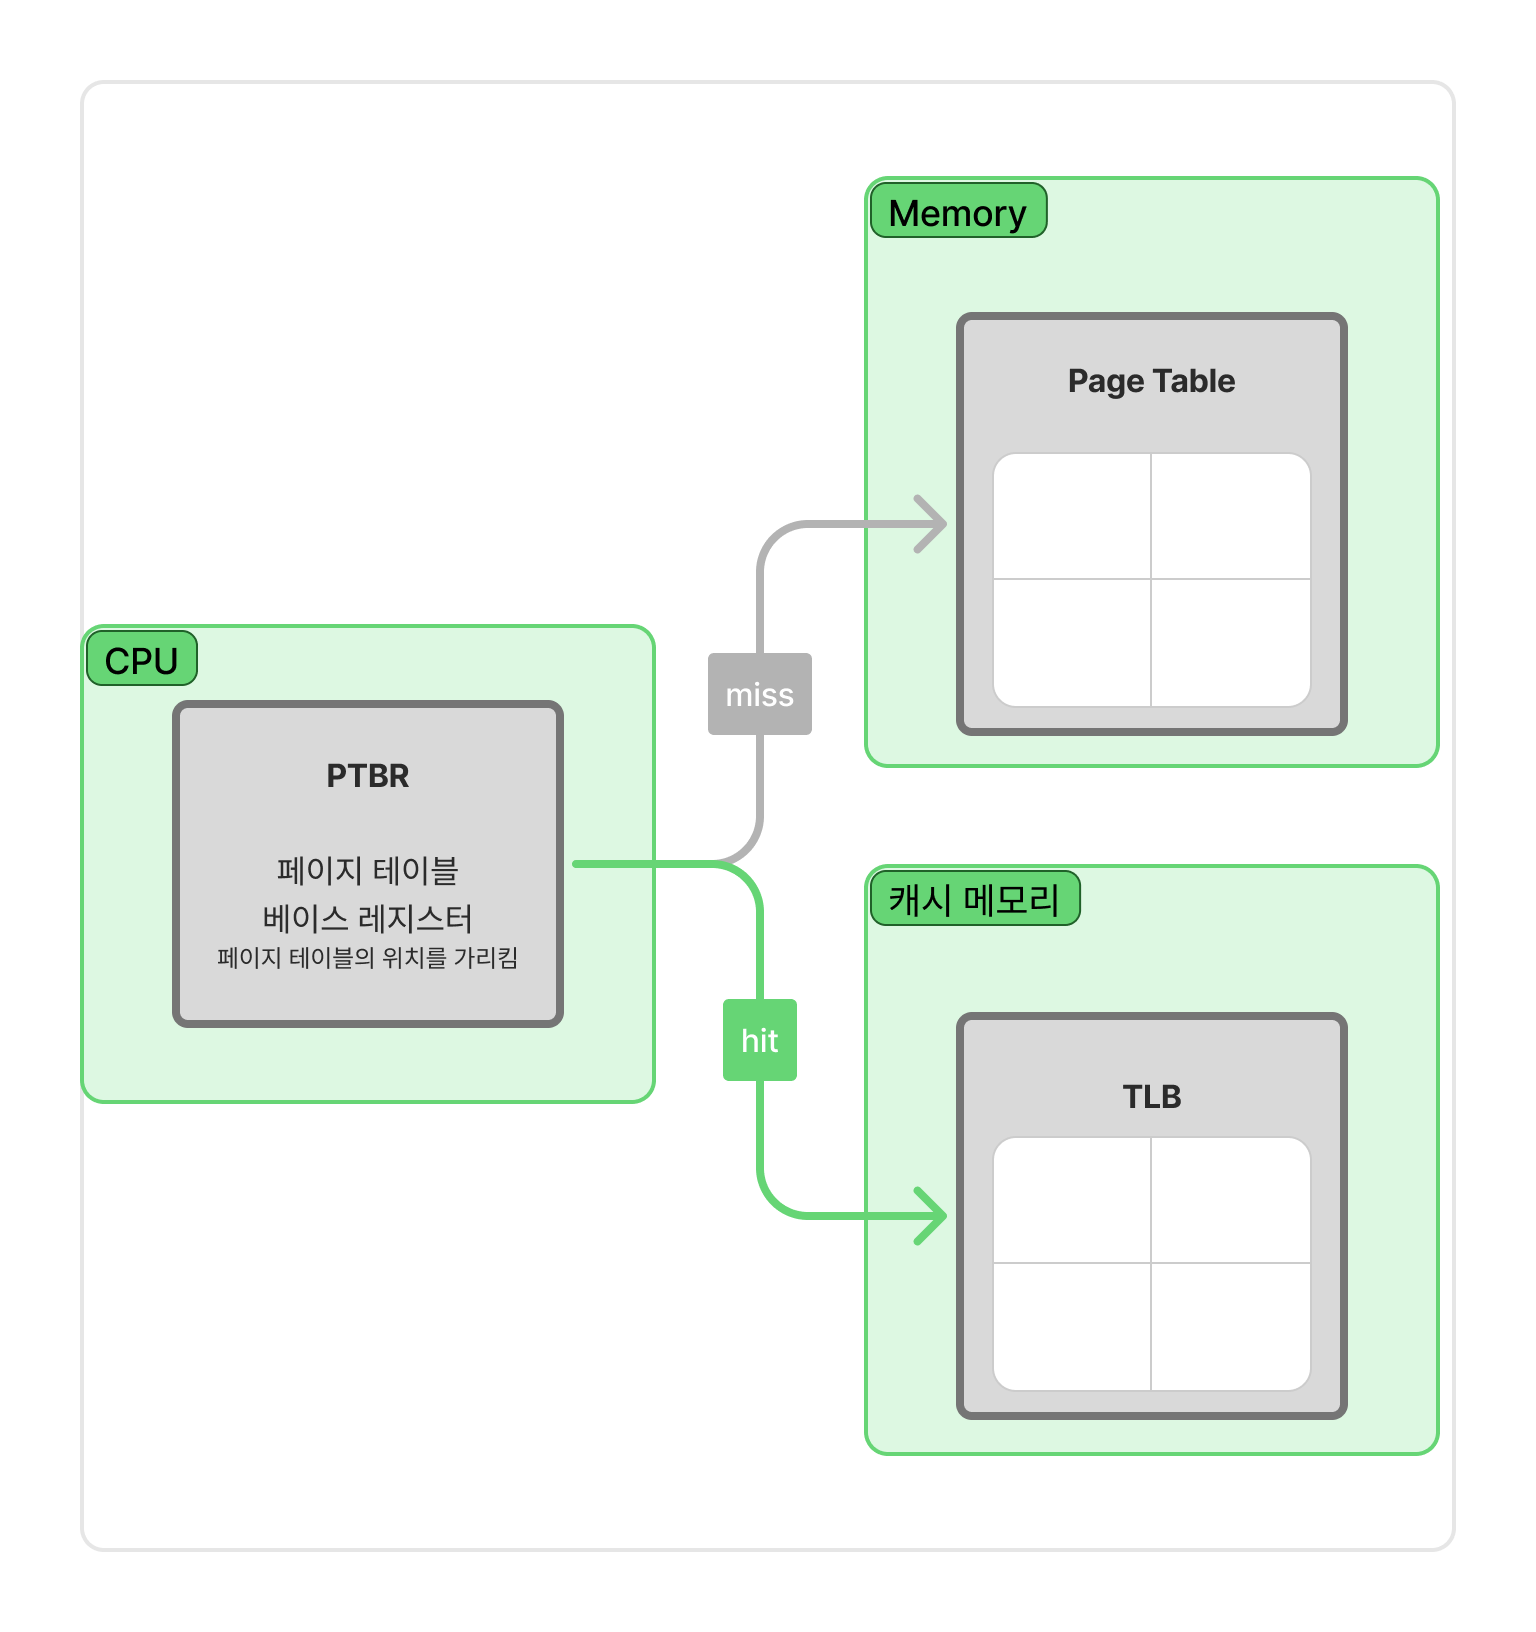 Memory
Page Table
miss
CPU
PTBR
페이지 테이블
베이스 레지스터
페이지 테이블의 위치를 가리킴
캐시 메모리
hit
TLB